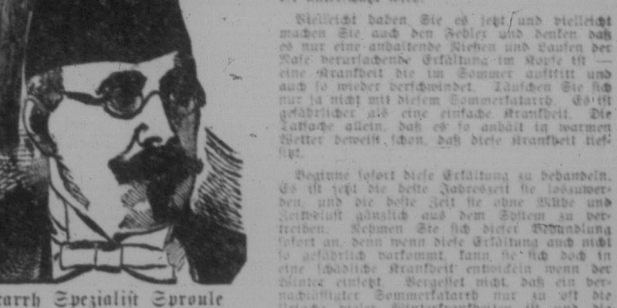 Vielleicht haben Sie es jetzt und vielleicht
machen Sie auch den Fehler und denken daß
es nur eine anhaltende Nießen und Laufen der
Nase verursachende Erkältung im Kopfe ist —
eine Krankheit die im Sommer auftitt und
auch so wieder verschwindet. Täuschen Sie sich
nur ja nicht mit diesem Sommerkatarrh. Es ist
gefährlicher als eine einfache Krankheit. Die
Tatsache allein, daß es so anhält in warmen
Wetter beweist schon, daß diese Krankheit tief-
sitzt.
Beginne sofort diese Erkältung zu behandeln.
Es ist jetzt die beste Jahreszeit sie loszuwer-
den, und die beste Zeit sie ohne Mühe und
Zeitvelust gänzlich aus dem System zu ver-
treiben. Nehmen Sie sich dieser
sofort an, denn wenn diese Erkältung auch nicht
so gefährlich vorkommt, kann sie sich doch in
eine schädliche Krankheit entwickeln wenn der
Winter einsetzt. Vergesset nicht, daß ein ver-
nachlässigter Sommerkatarrh nur oft die
tarrh Spezialist Sproule